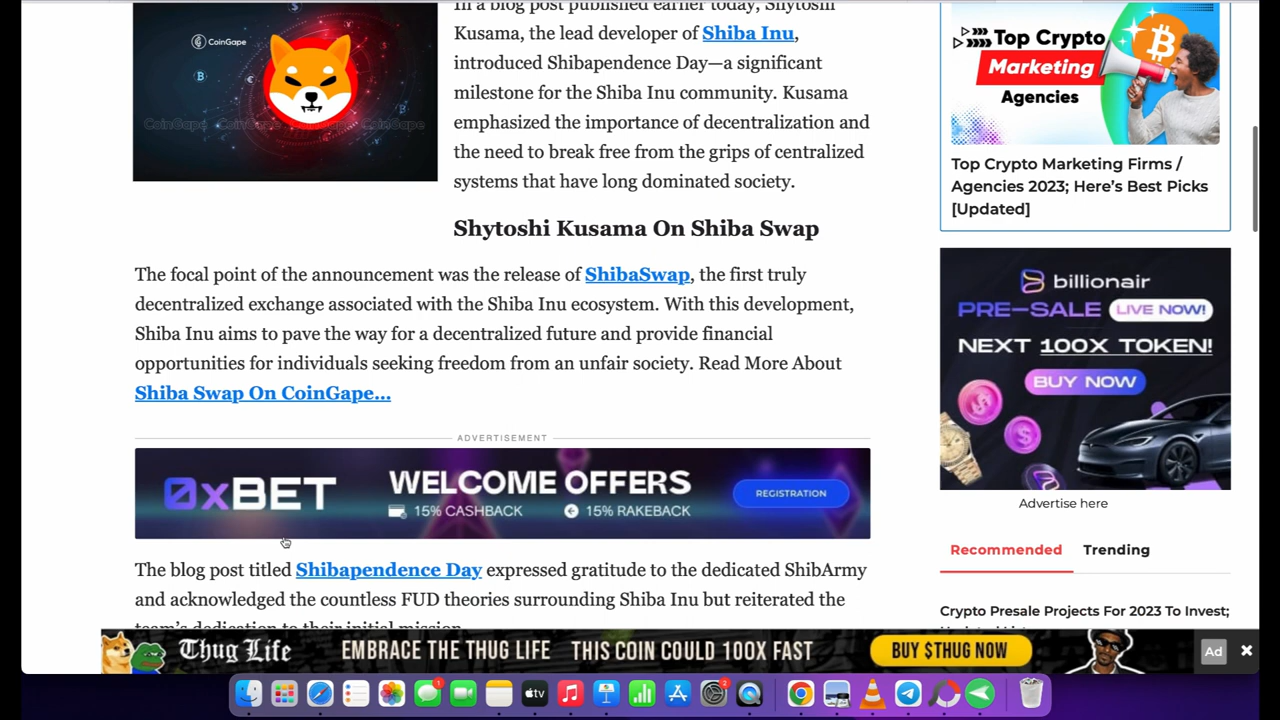 In a blog post published earlier today, Shytoshi
Kusama, the lead developer of Shiba Inu,
introduced Shibapendence Day—a significant
milestone for the Shiba Inu community. Kusama
emphasized the importance of decentralization and
the need to break free from the grips of centralized
systems that have long dominated society.
CoinGape
CoinGape CoinGape CoinGape
Shytoshi Kusama On Shiba Swap
The focal point of the announcement was the release of ShibaSwap, the first truly
decentralized exchange associated with the Shiba Inu ecosystem. With this development,
Shiba Inu aims to pave the way for a decentralized future and provide financial
opportunities for individuals seeking freedom from an unfair society. Read More About
Shiba Swap On CoinGape...
ADVERTISEMENT
0xBET
WELCOME OFFERS
15% CASHBACK
15% RAKEBACK
REGISTRATION
The blog post titled Shibapendence Day expressed gratitude to the dedicated ShibArmy
and acknowledged the countless FUD theories surrounding Shiba Inu but reiterated the
team's dedication to their initial mission.
Top Crypto
Marketing
Agencies
Top Crypto Marketing Firms /
Agencies 2023; Here's Best Picks
[Updated]
billionair
PRE-SALE LIVE NOW!
NEXT 100X TOKEN!
BUY NOW
Advertise here
Recommended
Trending
Crypto Presale Projects For 2023 To Invest;
Thug Life
EMBRACE THE THUG LIFE
THIS COIN COULD 100X FAST
BUY $THUG NOW
Ad
1
tv
2